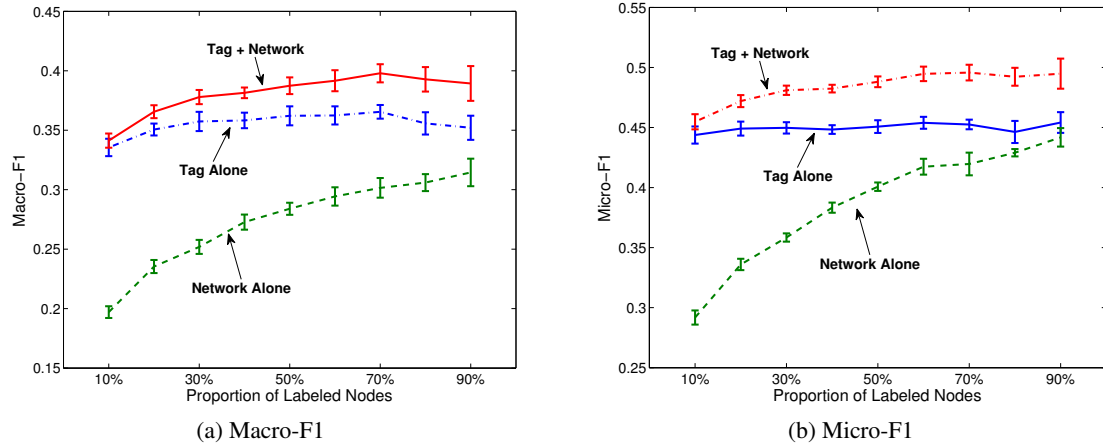 0.45
0.4
0.35
0.3
0.25
0.2
0.15
Macro−F1
Tag + Network
Tag Alone
Network Alone
10% 30% 50% 70% 90%
Proportion of Labeled Nodes
(a) Macro-F1
0.55
0.5
0.45
0.4
0.35
0.3
0.25
Micro−F1
Tag + Network
Tag Alone
Network Alone
10% 30% 50% 70% 90%
Proportion of Labeled Nodes
(b) Micro-F1